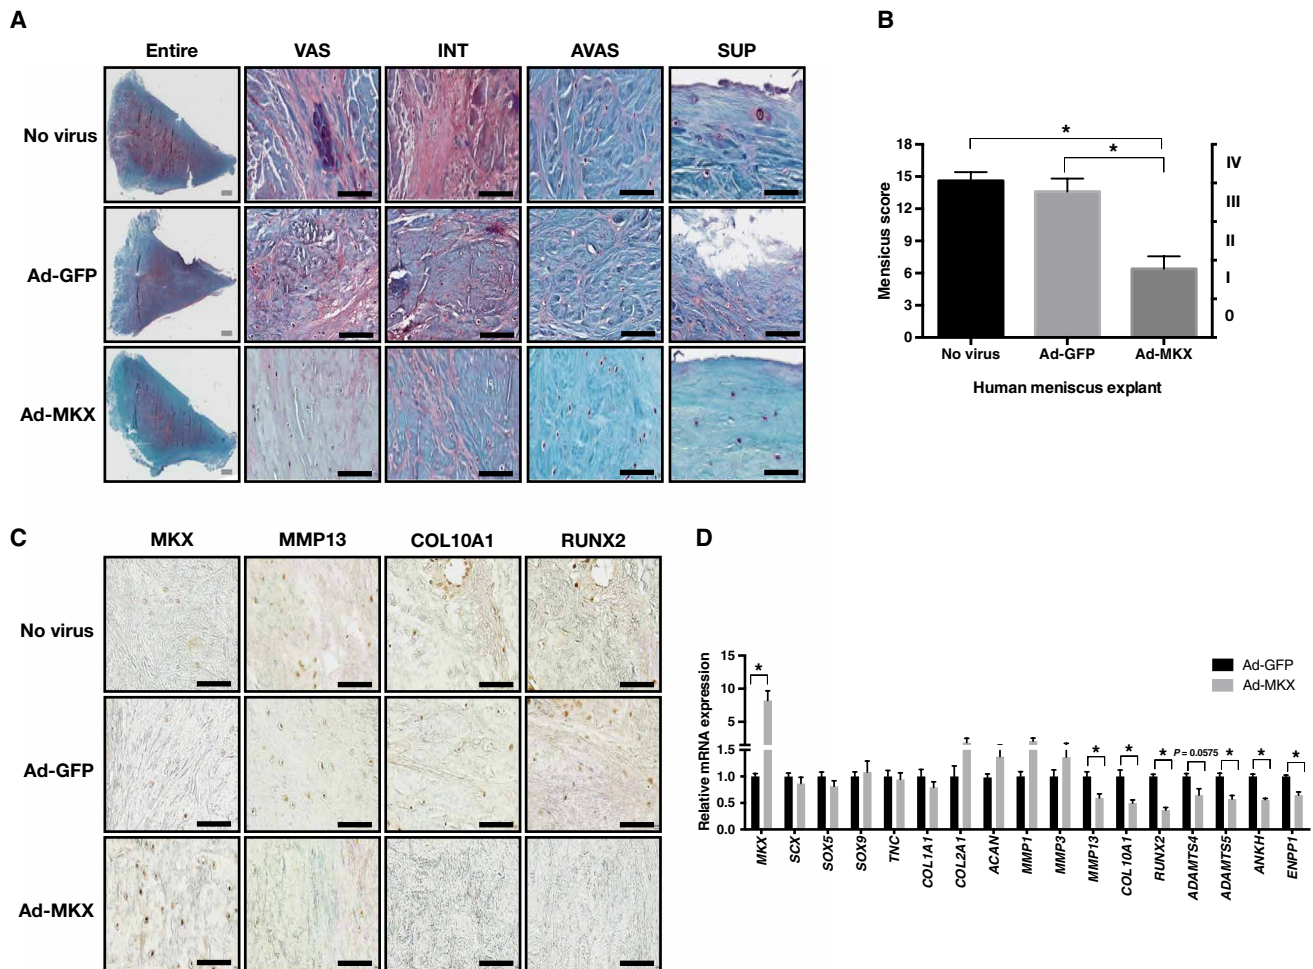 A
Entire VAS INT AVAS SUP
No virus
Ad-GFP
Ad-MKX
B
* 
*
18
15
12
9
6
3
0
Mensicus score
IV
III
II
I
0
No virus Ad-GFP Ad-MKX
Human meniscus explant
C
MKX MMP13 COL10A1 RUNX2
No virus
Ad-GFP
Ad-MKX
D
Relative mRNA expression
15
10
5
1.5
1.0
0.5
0.0
Ad-GFP
Ad-MKX
*
* * * P = 0.0575 * * *
MKX SCX SOX5 SOX9 TNC COL1A1 COL2A1 ACAN MMP1 MMP3 MMP13 COL10A1 RUNX2 ADAMTS4 ADAMTS5 ANKH ENPP1